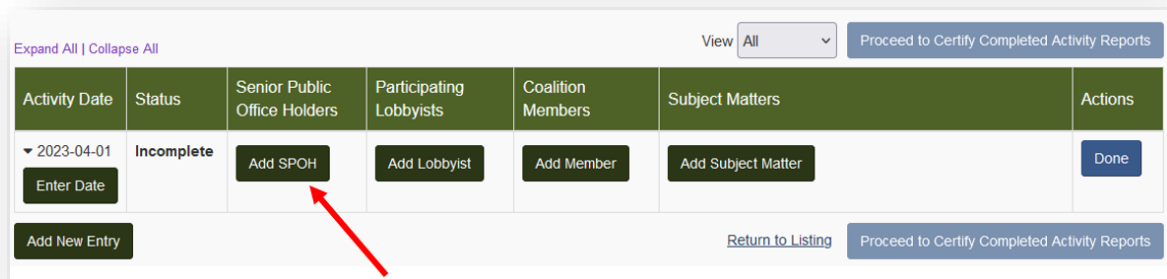 Expand All | Collapse All
View All
Proceed to Certify Completed Activity Reports
Activity Date
Status
Senior Public
Office Holders
Participating
Lobbyists
Coalition
Members
Subject Matters
Actions
2023-04-01
Enter Date
Incomplete
Add SPOH
Add Lobbyist
Add Member
Add Subject Matter
Done
Add New Entry
Return to Listing
Proceed to Certify Completed Activity Reports